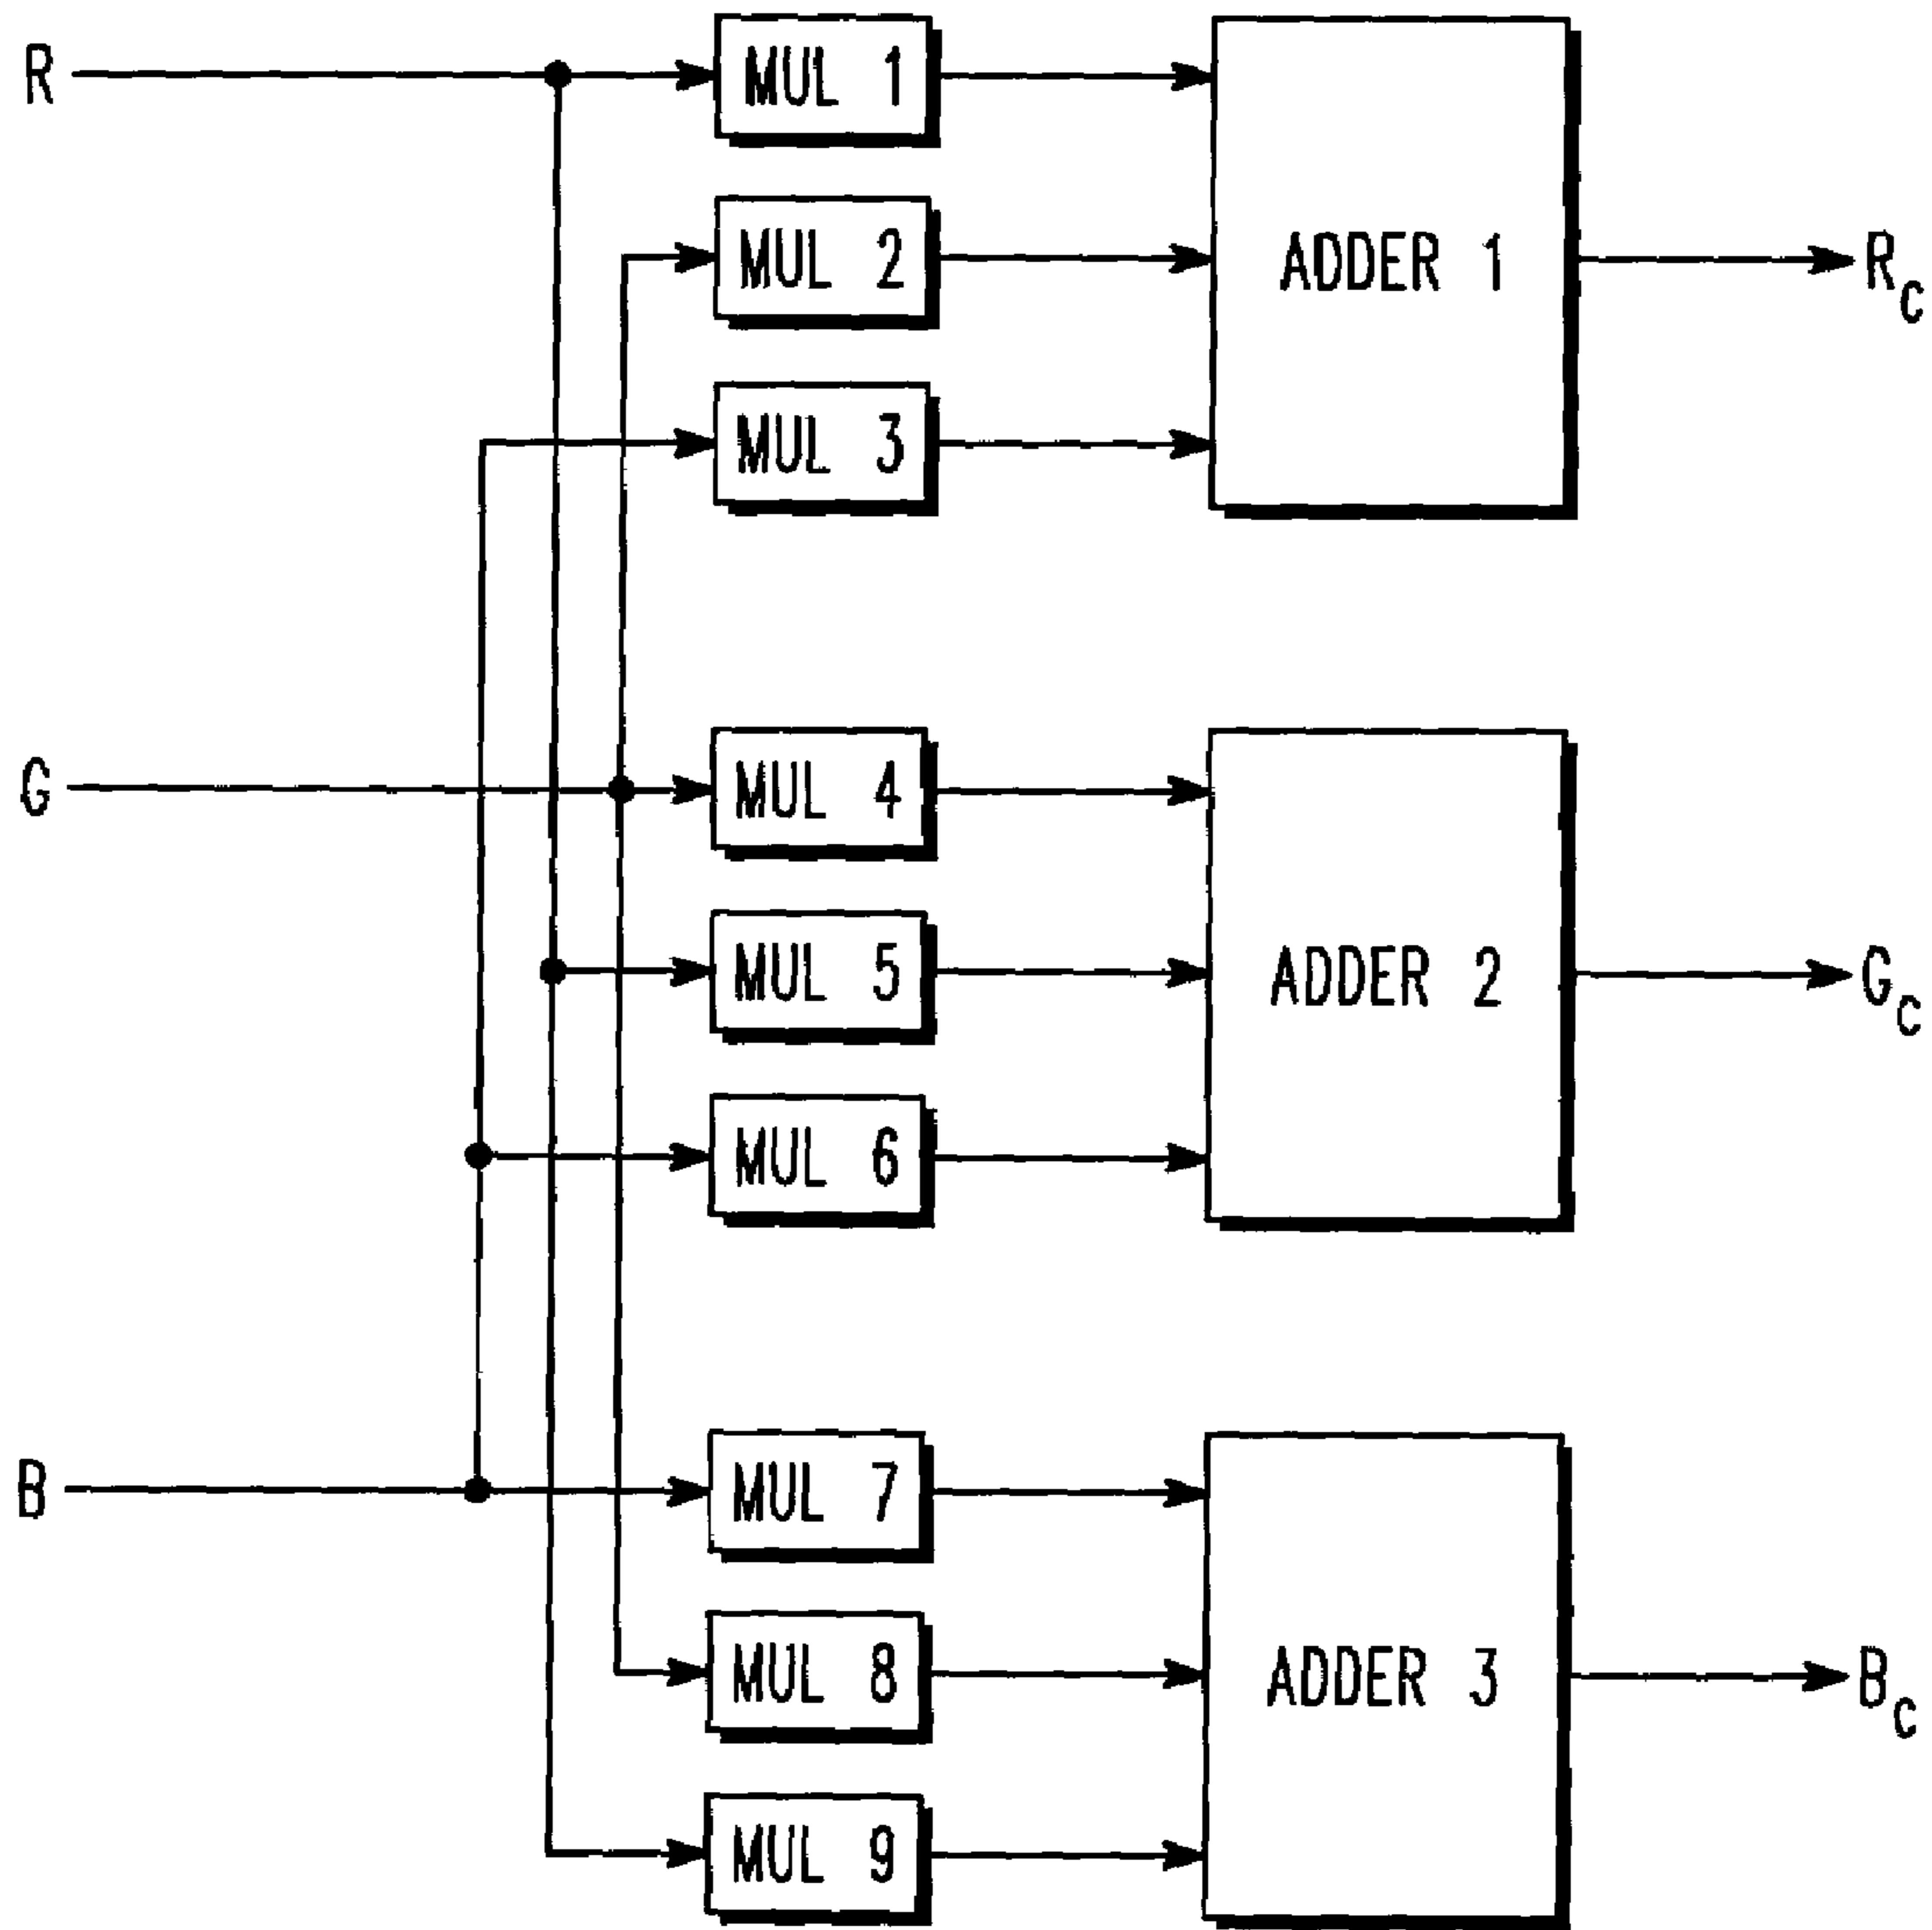 R
MUL 1
MUL 2
MUL 3
ADDER 1
Rc
G
MUL 4
MUL 5
MUL 6
ADDER 2
Gc
B
MUL 7
MUL 8
MUL 9
ADDER 3
Bc